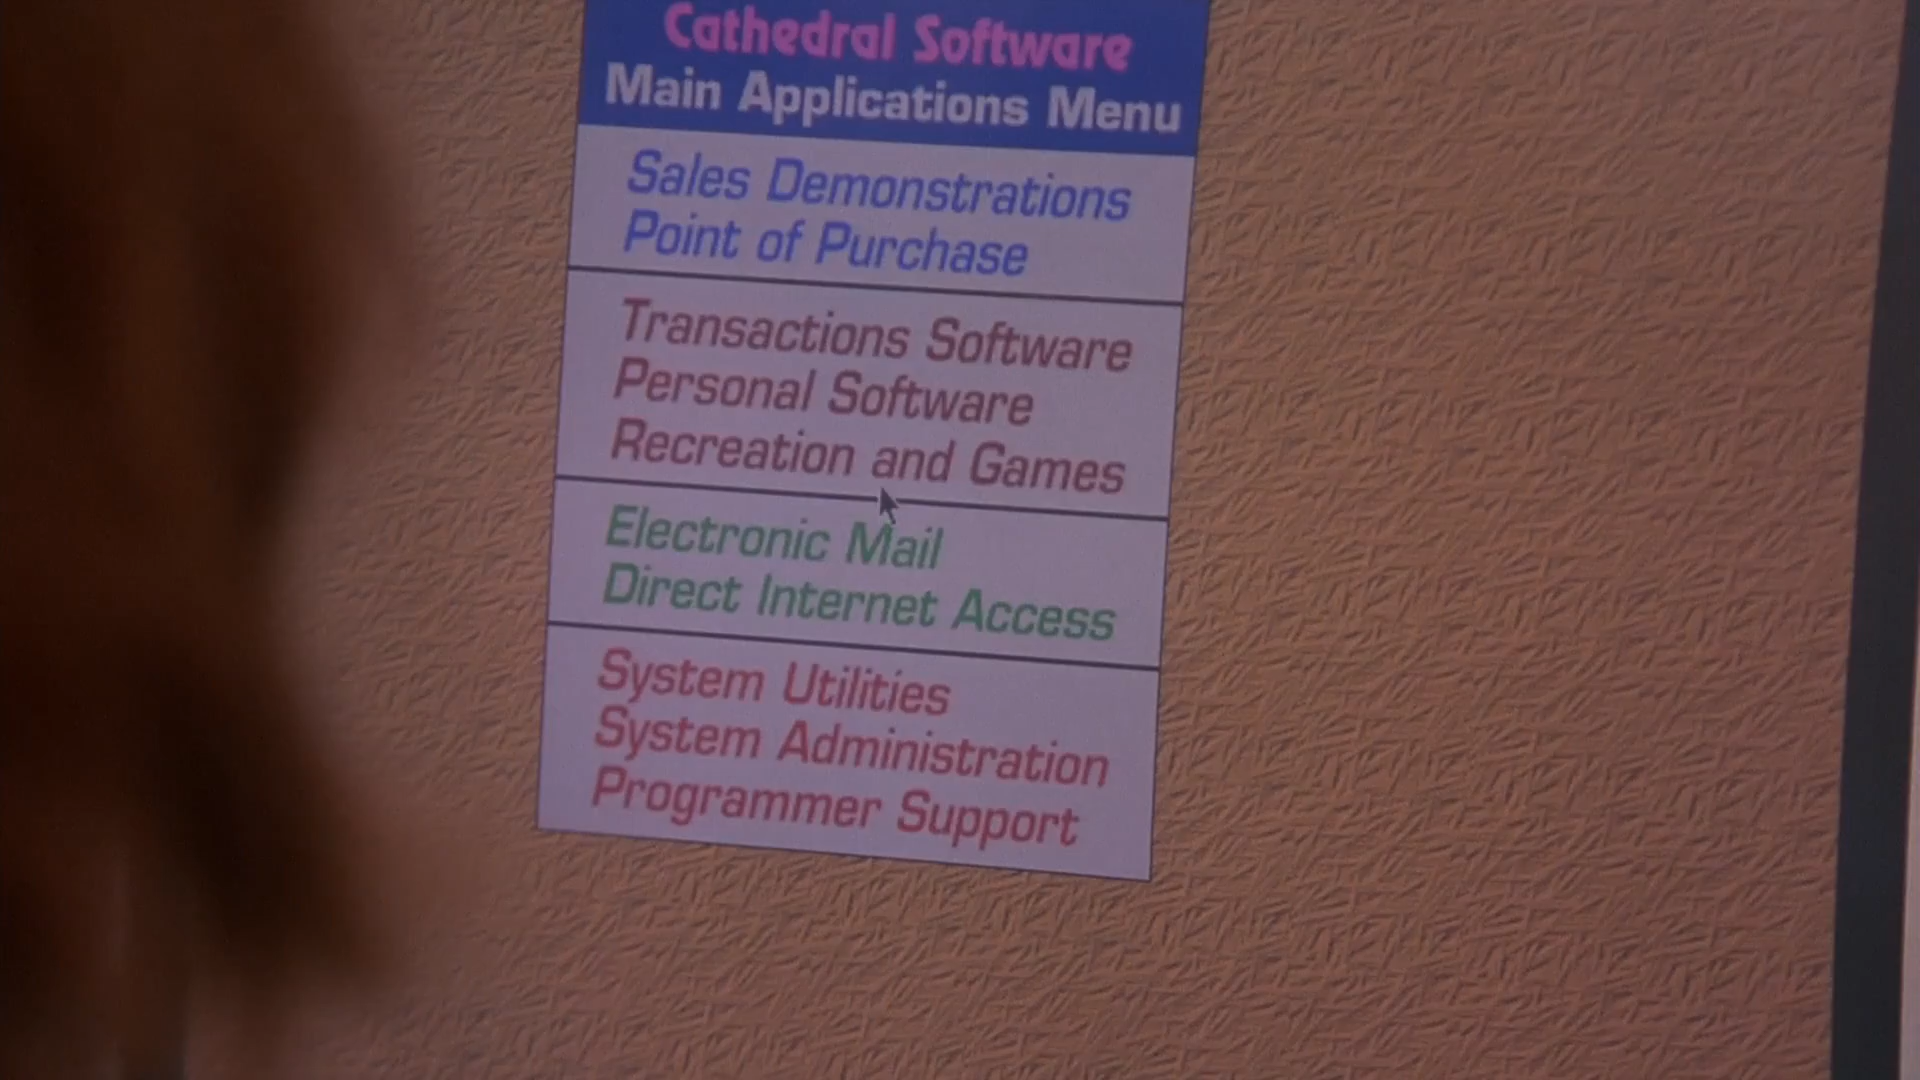 Cathedral Software
Main Applications Menu
Sales Demonstrations
Point of Purchase
Transactions Software
Personal Software
Recreation and Games
Electronic Mail
Direct Internet Access
System Utilities
System Administration
Programmer Support